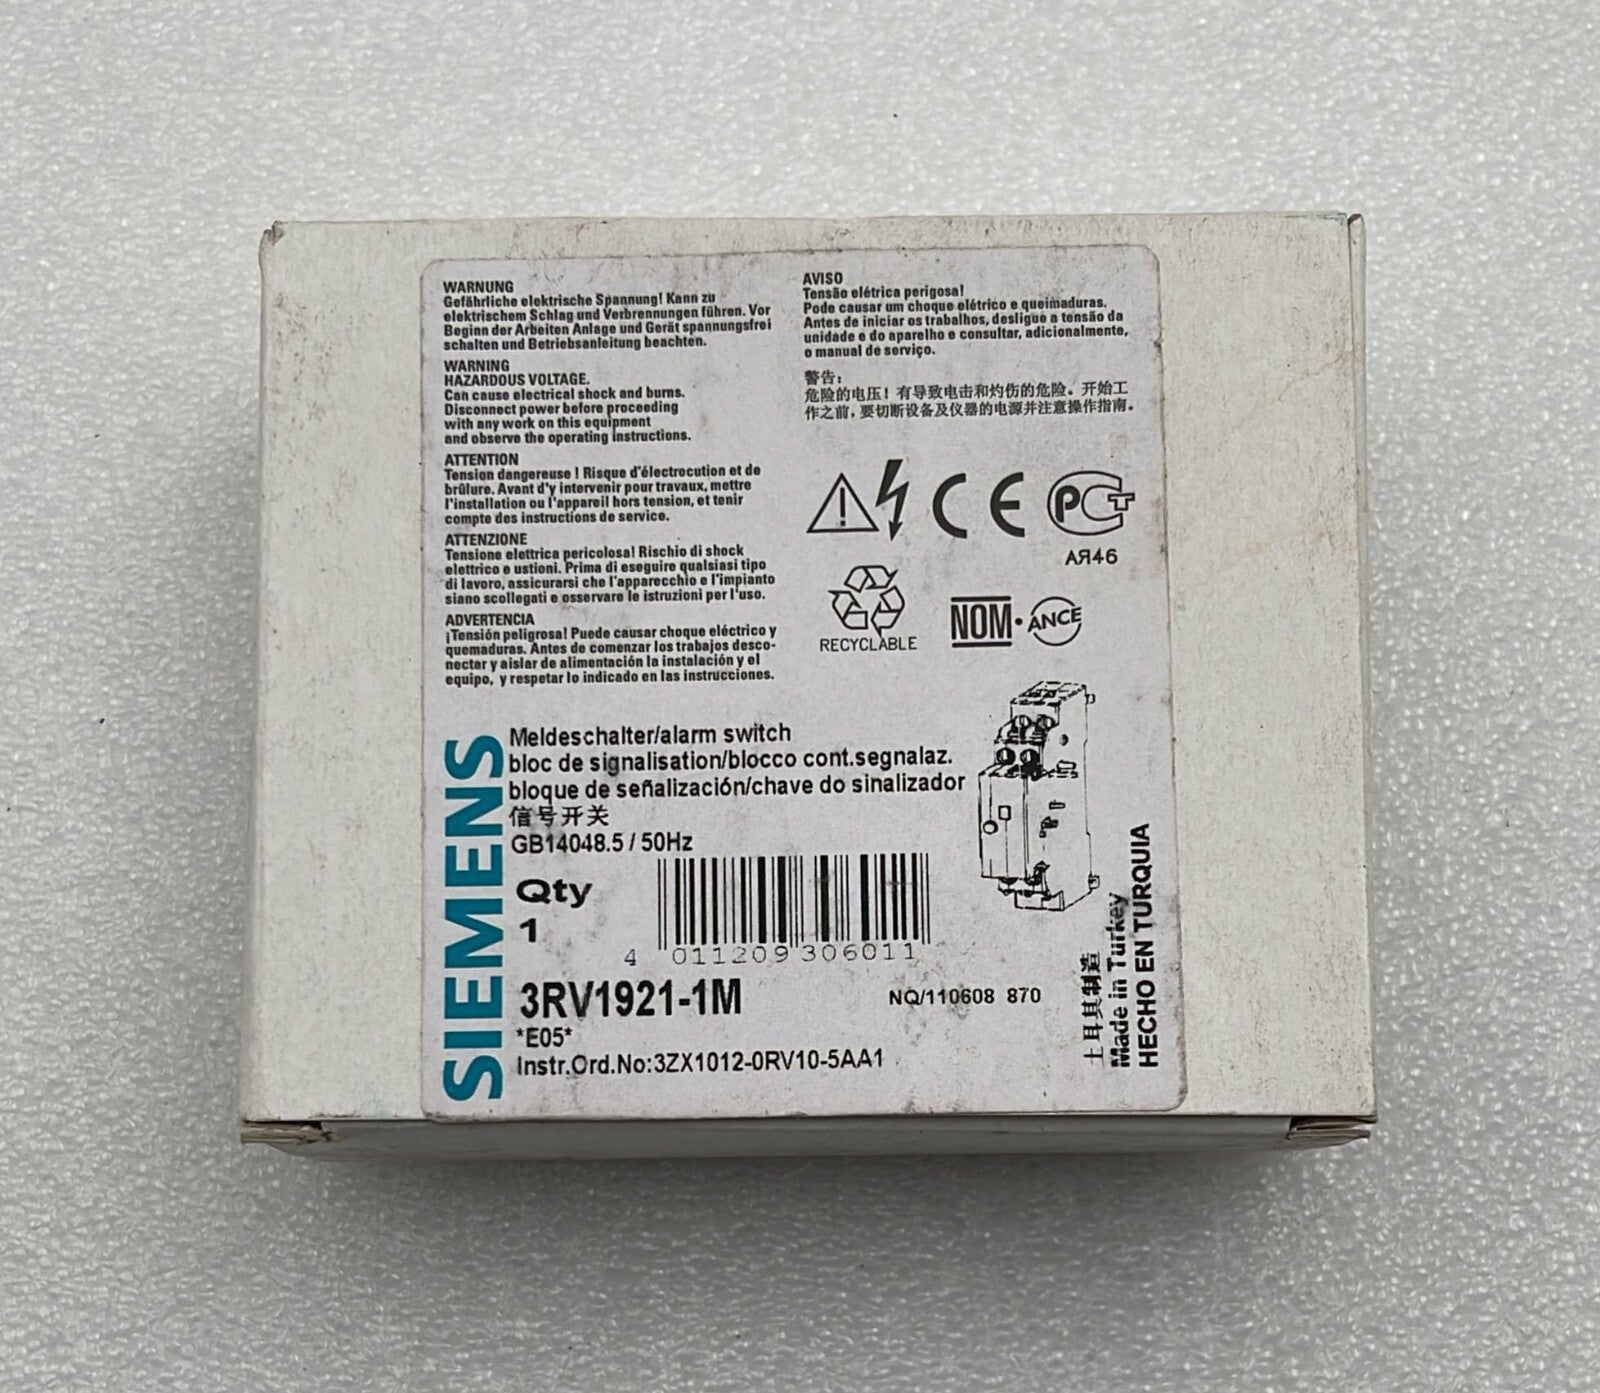 WARNUNG
Gefährliche elektrische Spannung! Kann zu
elektrischem Schlag und Verbrennungen führen. Vor
Beginn der Arbeiten Anlage und Gerät spannungsfrei
schalten und Betriebsanleitung beachten.
WARNING
HAZARDOUS VOLTAGE.
Can cause electrical shock and burns.
Disconnect power before proceeding
with any work on this equipment
and observe the operating instructions.
ATTENTION
Tension dangereuse ! Risque d'électrocution et de
brûlure. Avant d'y intervenir pour travaux, mettre
l'installation ou l'appareil hors tension, et tenir
compte des instructions de service.
ATTENZIONE
Tensione elettrica pericolosa! Rischio di shock
elettrico e ustioni. Prima di eseguire qualsiasi tipo
di lavoro, assicurarsi che l'apparecchio e l'impianto
siano scollegati e osservare le istruzioni per l'uso.
ADVERTENCIA
¡Tensión peligrosa! Puede causar choque eléctrico y
quemaduras. Antes de comenzar los trabajos desco-
nectar y aislar de alimentación la instalación y el
equipo, y respetar lo indicado en las instrucciones.
AVISO
Tensão elétrica perigosa!
Pode causar um choque elétrico e queimaduras.
Antes de iniciar os trabalhos, desligue a tensão da
unidade e do aparelho e consultar, adicionalmente,
o manual de serviço.
警告:
危险的电压! 有导致电击和灼伤的危险。开始工
作之前,要切断设备及仪器的电源并注意操作指南。
CE PCT
АЯ46
RECYCLABLE
NOM·ANCE
SIEMENS
Meldeschalter/alarm switch
bloc de signalisation/blocco cont.segnalaz.
bloque de señalización/chave do sinalizador
信号开关
GB14048.5 / 50Hz
Qty
1
4 011209 306011
3RV1921-1M
NQ/110608 870
*E05*
Instr.Ord.No:3ZX1012-0RV10-5AA1
土耳其制造
Made in Turkey
HECHO EN TURQUIA